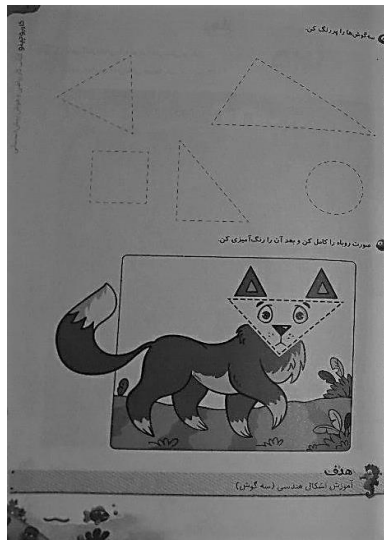 سه‌گوش‌ها را پررنگ کن.
صورت روباه را کامل کن و بعد آن را رنگ‌آمیزی کن.
هدف
آموزش اشکال هندسی (سه گوش)